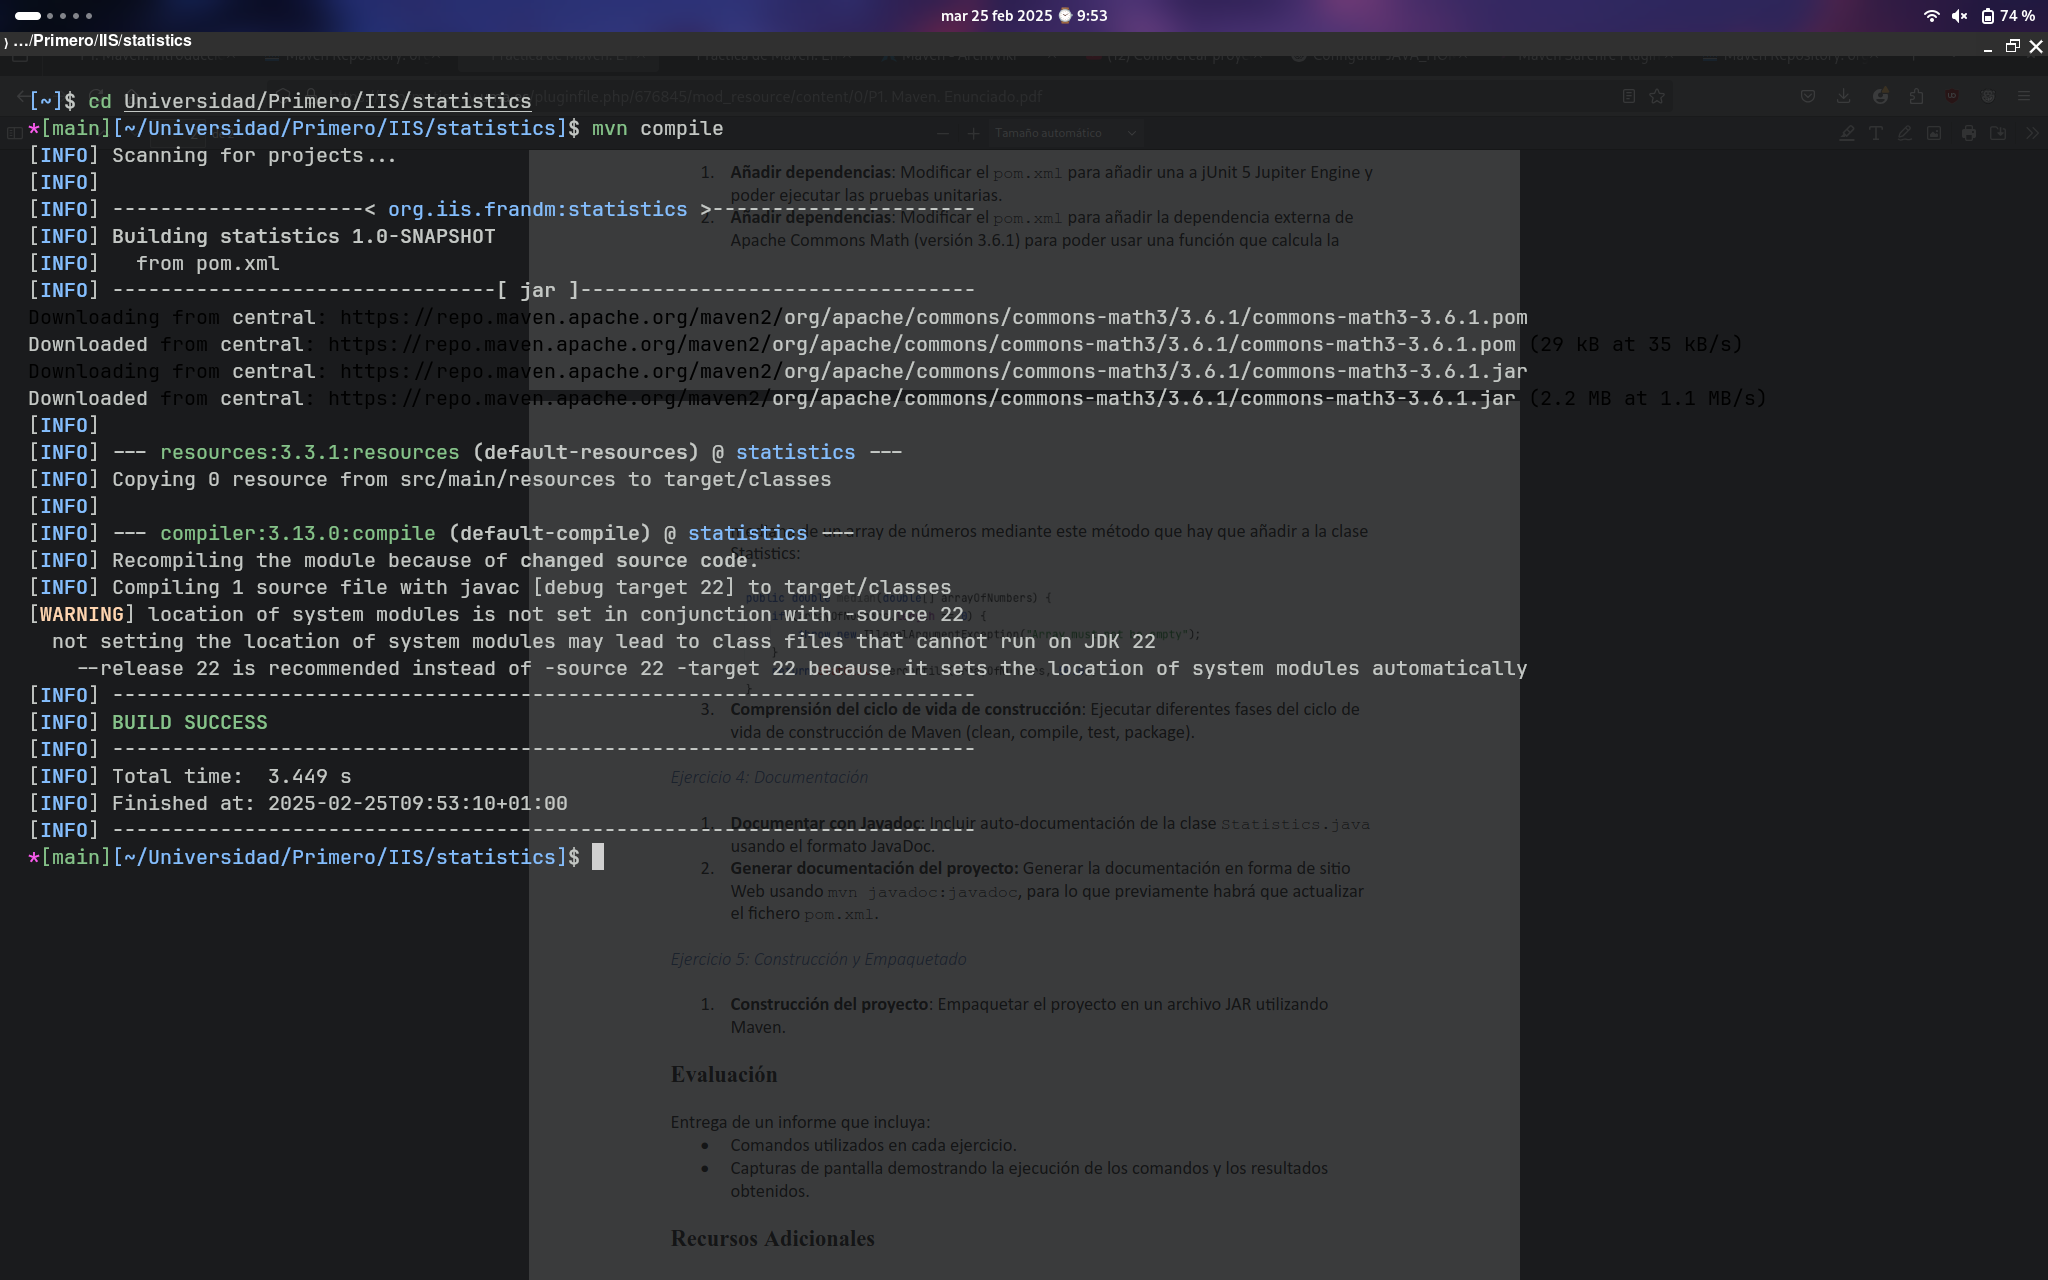 mar 25 feb 2025 ⌚ 9:53
74 %
…/Primero/IIS/statistics
[~]$ cd Universidad/Primero/IIS/statistics
pluginfile.php/676845/mod_resource/content/0/P1. Maven. Enunciado.pdf
*[main][~/Universidad/Primero/IIS/statistics]$ mvn compile
Tamaño automático
[INFO] Scanning for projects...
[INFO]
[INFO] ---------------------< org.iis.frandm:statistics >----------------------
[INFO] Building statistics 1.0-SNAPSHOT
[INFO]   from pom.xml
[INFO] --------------------------------[ jar ]---------------------------------
Downloading from central: https://repo.maven.apache.org/maven2/org/apache/commons/commons-math3/3.6.1/commons-math3-3.6.1.pom
Downloaded from central: https://repo.maven.apache.org/maven2/org/apache/commons/commons-math3/3.6.1/commons-math3-3.6.1.pom (29 kB at 35 kB/s)
Downloading from central: https://repo.maven.apache.org/maven2/org/apache/commons/commons-math3/3.6.1/commons-math3-3.6.1.jar
Downloaded from central: https://repo.maven.apache.org/maven2/org/apache/commons/commons-math3/3.6.1/commons-math3-3.6.1.jar (2.2 MB at 1.1 MB/s)
[INFO]
[INFO] --- resources:3.3.1:resources (default-resources) @ statistics ---
[INFO] Copying 0 resource from src/main/resources to target/classes
[INFO]
[INFO] --- compiler:3.13.0:compile (default-compile) @ statistics ---
[INFO] Recompiling the module because of changed source code.
[INFO] Compiling 1 source file with javac [debug target 22] to target/classes
[WARNING] location of system modules is not set in conjunction with -source 22
  not setting the location of system modules may lead to class files that cannot run on JDK 22
    --release 22 is recommended instead of -source 22 -target 22 because it sets the location of system modules automatically
[INFO] ------------------------------------------------------------------------
[INFO] BUILD SUCCESS
[INFO] ------------------------------------------------------------------------
[INFO] Total time:  3.449 s
[INFO] Finished at: 2025-02-25T09:53:10+01:00
[INFO] ------------------------------------------------------------------------
*[main][~/Universidad/Primero/IIS/statistics]$
1. Añadir dependencias: Modificar el pom.xml para añadir una a jUnit 5 Jupiter Engine y
poder ejecutar las pruebas unitarias.
2. Añadir dependencias: Modificar el pom.xml para añadir la dependencia externa de
Apache Commons Math (versión 3.6.1) para poder usar una función que calcula la
de un array de números mediante este método que hay que añadir a la clase
Statistics:
public double median(double[] arrayOfNumbers) {
3. Comprensión del ciclo de vida de construcción: Ejecutar diferentes fases del ciclo de
vida de construcción de Maven (clean, compile, test, package).
Ejercicio 4: Documentación
1. Documentar con Javadoc: Incluir auto-documentación de la clase Statistics.java
usando el formato JavaDoc.
2. Generar documentación del proyecto: Generar la documentación en forma de sitio
Web usando mvn javadoc:javadoc, para lo que previamente habrá que actualizar
el fichero pom.xml.
Ejercicio 5: Construcción y Empaquetado
1. Construcción del proyecto: Empaquetar el proyecto en un archivo JAR utilizando
Maven.
Evaluación
Entrega de un informe que incluya:
• Comandos utilizados en cada ejercicio.
• Capturas de pantalla demostrando la ejecución de los comandos y los resultados
obtenidos.
Recursos Adicionales